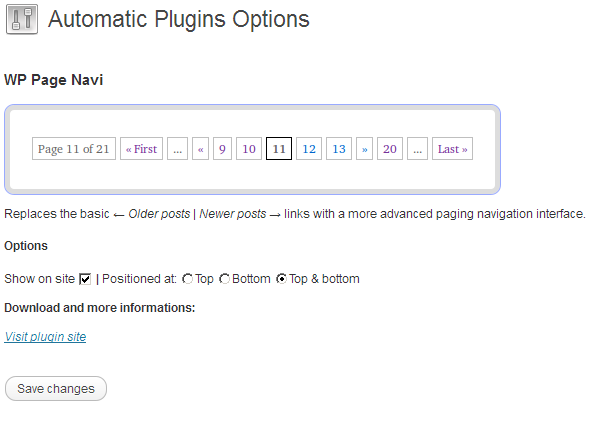 Automatic Plugins Options
WP Page Navi
Page 11 of 21 « First ... « 9 10 11 12 13 » 20 ... Last »
Replaces the basic ← Older posts | Newer posts → links with a more advanced paging navigation interface.
Options
Show on site | Positioned at: Top Bottom Top & bottom
Download and more informations:
Visit plugin site
Save changes